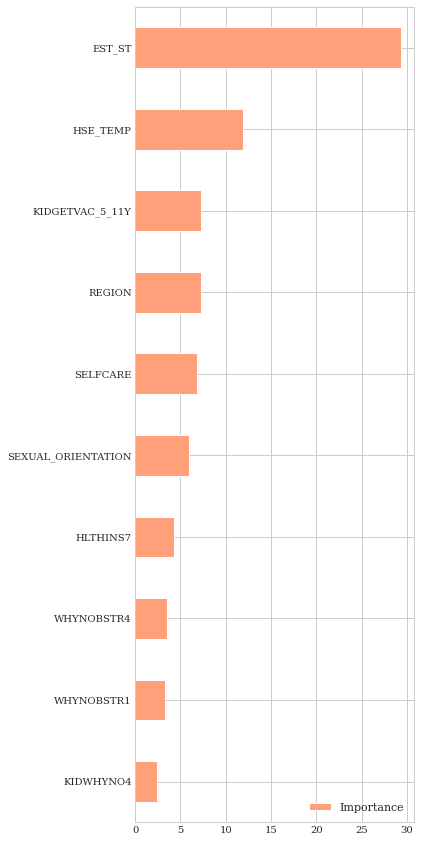 EST_ST
HSE_TEMP
KIDGETVAC_5_11Y
REGION
SELFCARE
SEXUAL_ORIENTATION
HLTHINS7
WHYNOBSTR4
WHYNOBSTR1
KIDWHYNO4
Importance
0 5 10 15 20 25 30